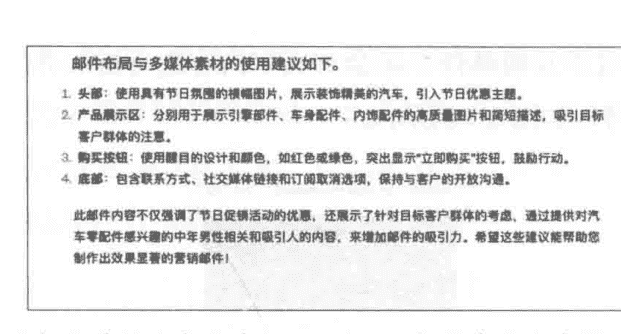 邮件布局与多媒体素材的使用建议如下。
1. 头部：使用具有节日氛围的横幅图片，展示装饰精美的汽车，引入节日优惠主题。
2. 产品展示区：分别用于展示引擎部件、车身配件、内饰配件的高质量图片和简短描述，吸引目标
客户群体的注意。
3. 购买按钮：使用醒目的设计和颜色，如红色或绿色，突出显示“立即购买”按钮，鼓励行动。
4. 底部：包含联系方式、社交媒体链接和订阅取消选项，保持与客户的开放沟通。
此邮件内容不仅强调了节日促销活动的优惠，还展示了针对目标客户群体的考虑，通过提供对汽
车零配件感兴趣的中年男性相关和吸引人的内容，来增加邮件的吸引力。希望这些建议能帮助您
制作出效果显著的营销邮件！